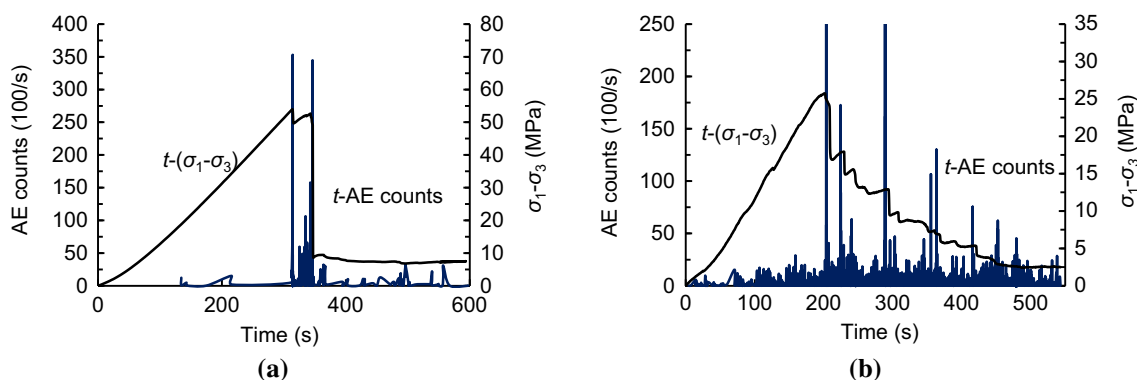 400
350
300
250
200
150
100
50
0
AE counts (100/s)
80
70
60
50
40
30
20
10
0
σ1-σ3 (MPa)
t-(σ1-σ3)
t-AE counts
0 200 400 600
Time (s)
(a)
250
200
150
100
50
0
AE counts (100/s)
35
30
25
20
15
10
5
0
σ1-σ3 (MPa)
t-(σ1-σ3)
t-AE counts
0 100 200 300 400 500
Time (s)
(b)